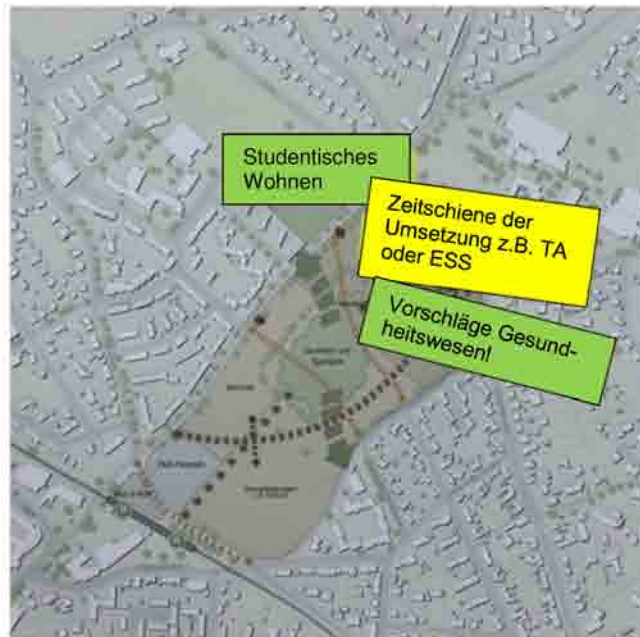 Studentisches
Wohnen
Zeitschiene der
Umsetzung z.B. TA
oder ESS
Vorschläge Gesund-
heitswesen!